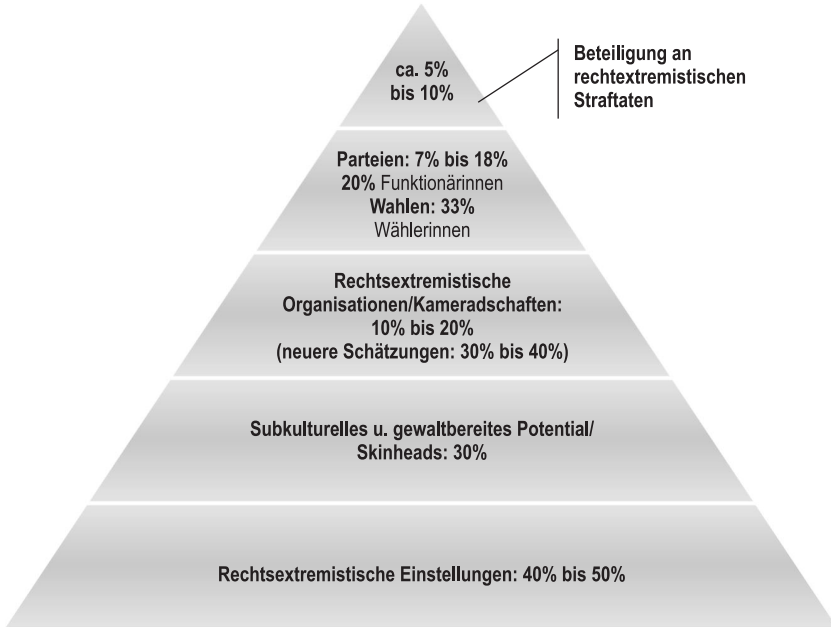 ca. 5%
bis 10%
Beteiligung an
rechtextremistischen
Straftaten
Parteien: 7% bis 18%
20% Funktionärinnen
Wahlen: 33%
Wählerinnen
Rechtsextremistische
Organisationen/Kameradschaften:
10% bis 20%
(neuere Schätzungen: 30% bis 40%)
Subkulturelles u. gewaltbereites Potential/
Skinheads: 30%
Rechtsextremistische Einstellungen: 40% bis 50%